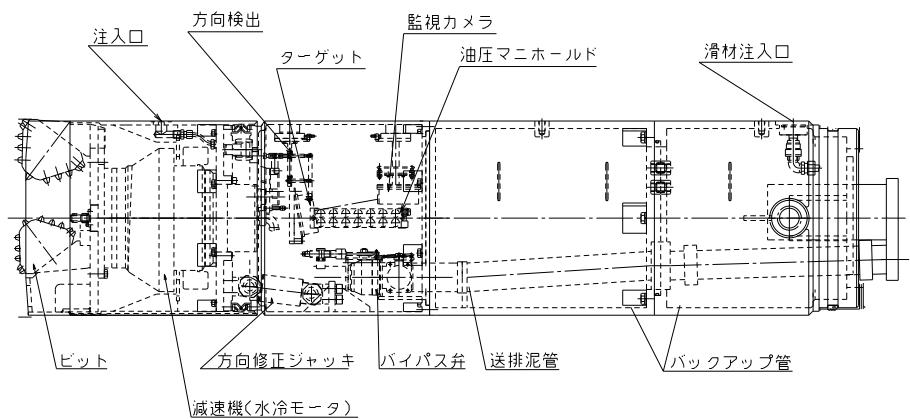 方向検出
監視カメラ
注入口
ターゲット
油圧マニホールド
滑材注入口
ビット
方向修正ジャッキ
バイパス弁
送排泥管
バックアップ管
減速機(水冷モータ)